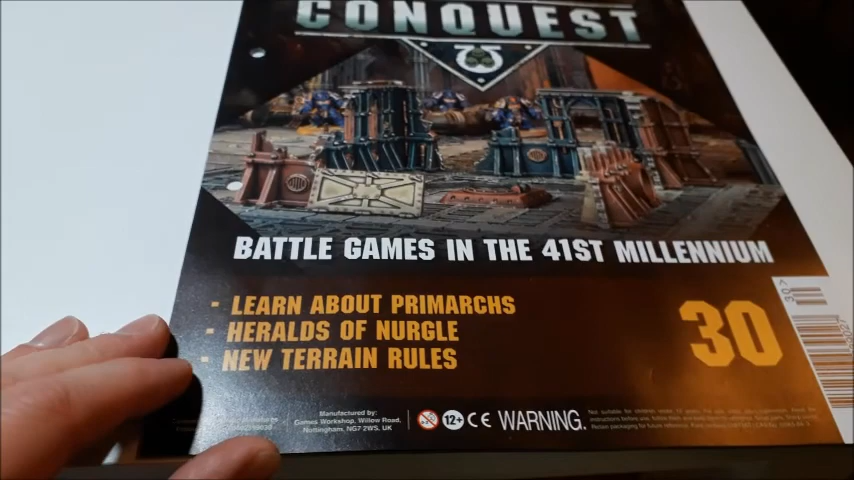 CONQUEST
BATTLE GAMES IN THE 41ST MILLENNIUM
- LEARN ABOUT PRIMARCHS
- HERALDS OF NURGLE
- NEW TERRAIN RULES
30
Manufactured by:
Games Workshop, Willow Road,
Nottingham, NG7 2WS, UK
12+ CE WARNING.